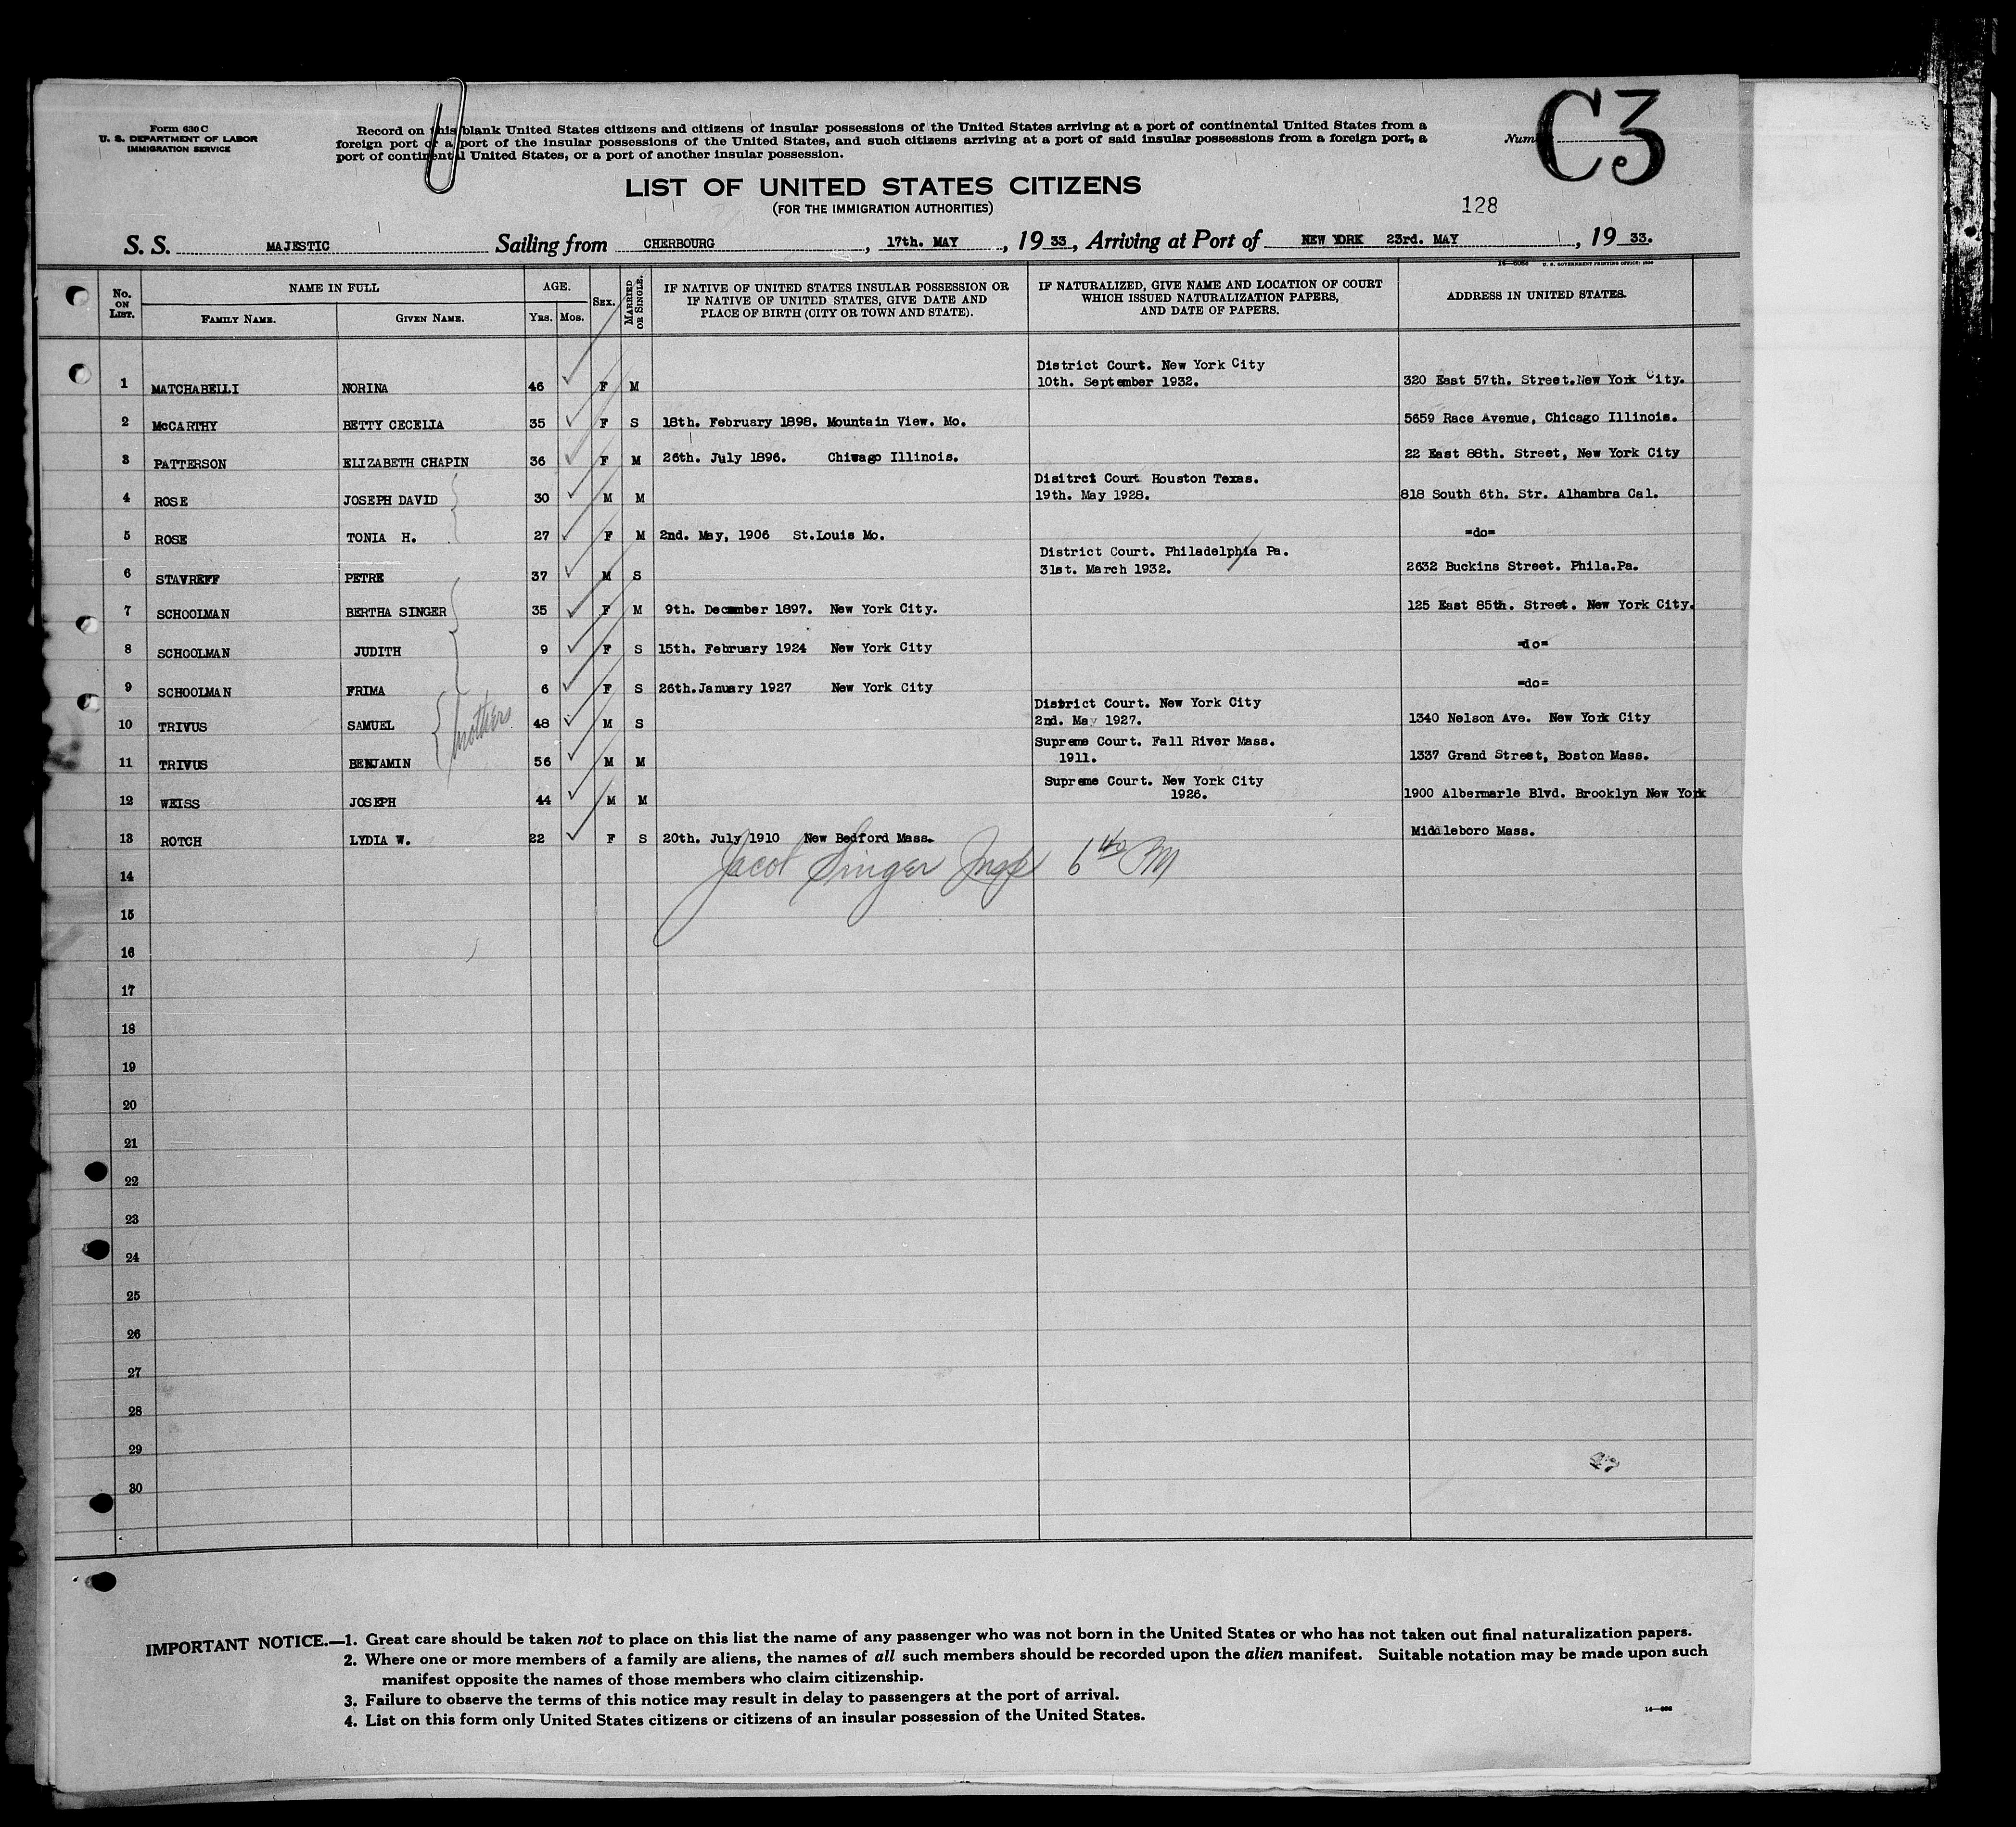 Form 630 C
U. S. DEPARTMENT OF LABOR
IMMIGRATION SERVICE
Record on this blank United States citizens and citizens of insular possessions of the United States arriving at a port of continental United States from a
foreign port or a port of the insular possessions of the United States, and such citizens arriving at a port of said insular possessions from a foreign port, a
port of continental United States, or a port of another insular possession.
C3
LIST OF UNITED STATES CITIZENS
(FOR THE IMMIGRATION AUTHORITIES)
128
S. S. MAJESTIC Sailing from CHERBOURG, 17th. MAY, 19 33, Arriving at Port of NEW YORK 23rd. MAY, 19 33.
U. S. GOVERNMENT PRINTING OFFICE: 1930
No. ON LIST. NAME IN FULL FAMILY NAME. GIVEN NAME. AGE. YRS. MOS. SEX. MARRIED OR SINGLE.
IF NATIVE OF UNITED STATES INSULAR POSSESSION OR
IF NATIVE OF UNITED STATES, GIVE DATE AND
PLACE OF BIRTH (CITY OR TOWN AND STATE).
IF NATURALIZED, GIVE NAME AND LOCATION OF COURT
WHICH ISSUED NATURALIZATION PAPERS,
AND DATE OF PAPERS.
ADDRESS IN UNITED STATES.
District Court. New York City
1 MATCHABELLI NORINA 46 F M 10th. September 1932. 320 East 57th. Street.New York City.
2 McCARTHY BETTY CECELIA 35 F S 18th. February 1898. Mountain View. Mo. 5659 Race Avenue, Chicago Illinois.
3 PATTERSON ELIZABETH CHAPIN 36 F M 26th. July 1896. Chiwago Illinois. 22 East 88th. Street, New York City
Disitrct Court Houston Texas.
4 ROSE JOSEPH DAVID 30 M M 19th. May 1928. 818 South 6th. Str. Alhambra Cal.
5 ROSE TONIA H. 27 F M 2nd. May, 1906 St.Louis Mo. =do=
District Court. Philadelphia Pa.
6 STAVREFF PETRE 37 M S 31st. March 1932. 2632 Buckins Street. Phila.Pa.
7 SCHOOLMAN BERTHA SINGER 35 F M 9th. December 1897. New York City. 125 East 85th. Street. New York City.
8 SCHOOLMAN JUDITH 9 F S 15th. February 1924 New York City =do=
9 SCHOOLMAN FRIMA 6 F S 26th.January 1927 New York City =do=
District Court. New York City
10 TRIVUS SAMUEL 48 M S 2nd. May 1927. 1340 Nelson Ave. New York City
brothers
Supreme Court. Fall River Mass.
11 TRIVUS BENJAMIN 56 M M 1911. 1337 Grand Street, Boston Mass.
Supreme Court. New York City
12 WEISS JOSEPH 44 M M 1926. 1900 Albermarle Blvd. Brooklyn New York
13 ROTCH LYDIA W. 22 F S 20th. July 1910 New Bedford Mass. Middleboro Mass.
Jacob Singer
14
15
16
17
18
19
20
21
22
23
24
25
26
27
28
29
30
IMPORTANT NOTICE.—1. Great care should be taken not to place on this list the name of any passenger who was not born in the United States or who has not taken out final naturalization papers.
2. Where one or more members of a family are aliens, the names of all such members should be recorded upon the alien manifest. Suitable notation may be made upon such
manifest opposite the names of those members who claim citizenship.
3. Failure to observe the terms of this notice may result in delay to passengers at the port of arrival.
4. List on this form only United States citizens or citizens of an insular possession of the United States.